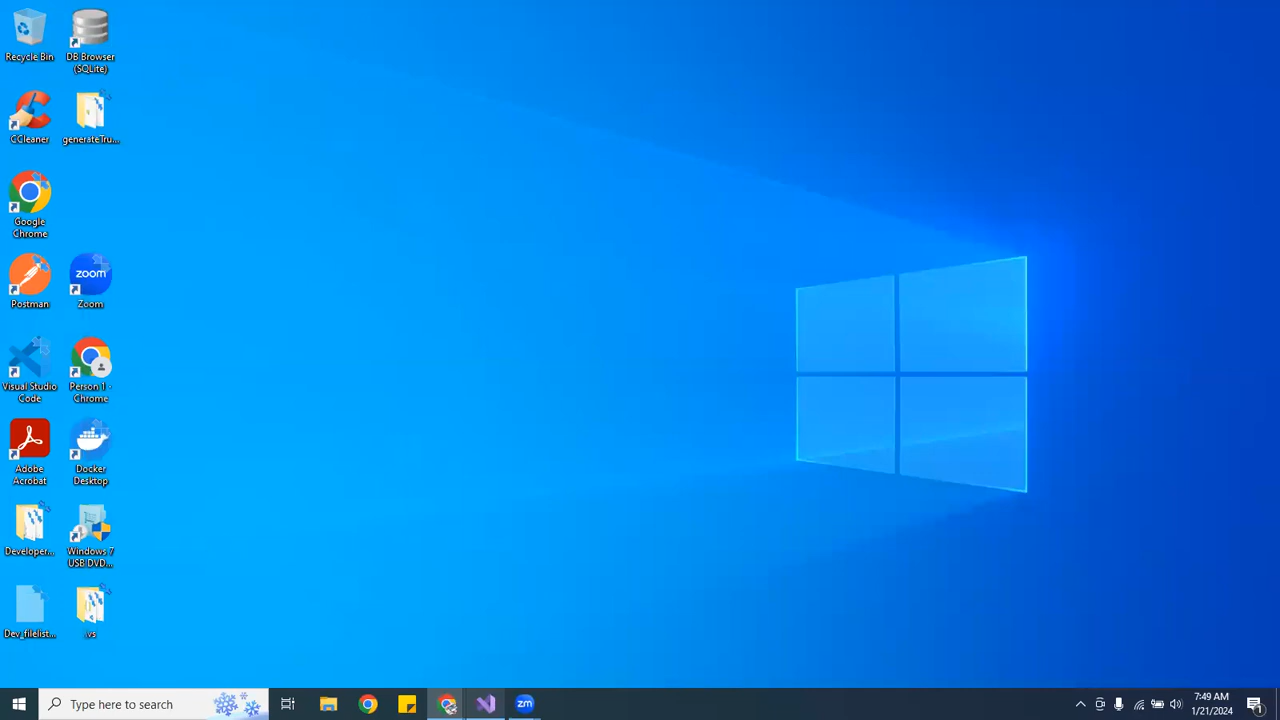 Recycle Bin
DB Browser
(SQLite)
CCleaner
generateTru...
Google
Chrome
Postman
zoom
Zoom
Visual Studio
Code
Person 1 -
Chrome
Adobe
Acrobat
Docker
Desktop
Developer...
Windows 7
USB DVD...
Dev_filelist...
.vs
Type here to search
zm
7:49 AM
1/21/2024
1